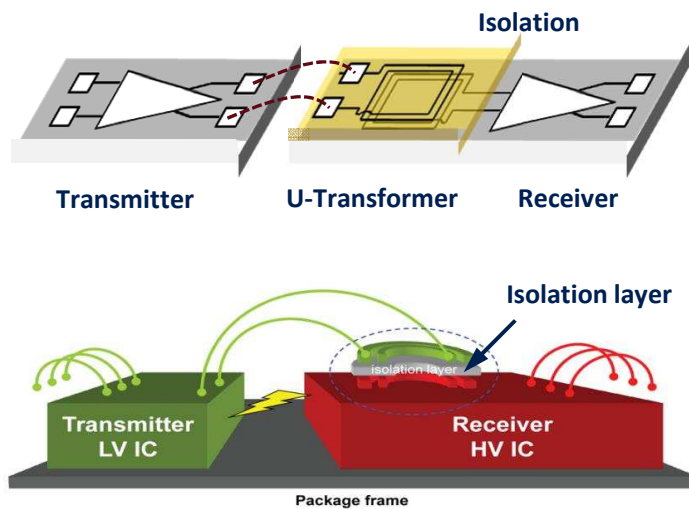 Isolation
Transmitter
U-Transformer
Receiver
Isolation layer
isolation layer
Transmitter
LV IC
Receiver
HV IC
Package frame